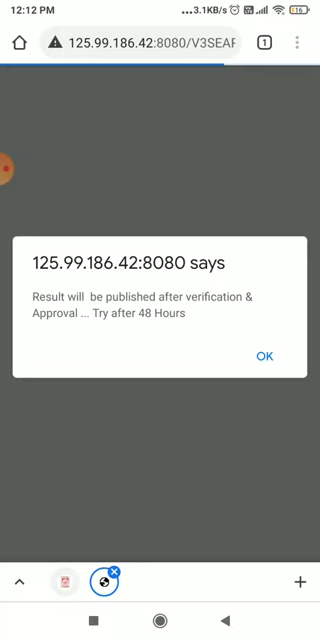 12:12 PM
...3.1KB/s
16
125.99.186.42:8080/V3SEAR
1
125.99.186.42:8080 says
Result will be published after verification &
Approval ... Try after 48 Hours
OK